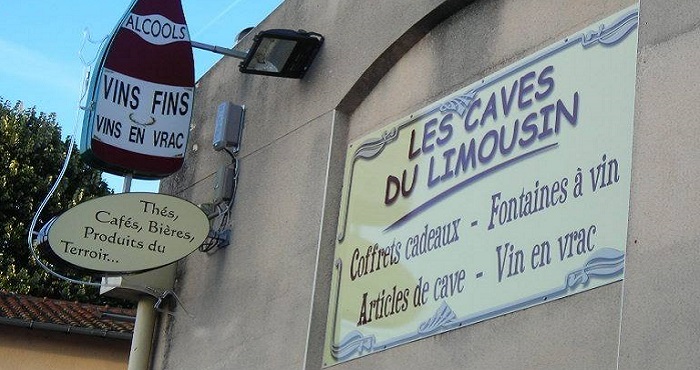 ALCOOLS
VINS FINS
VINS EN VRAC
Thés,
Cafés, Bières,
Produits du
Terroir...
LES CAVES
DU LIMOUSIN
Coffrets cadeaux - Fontaines à vin
Articles de cave - Vin en vrac